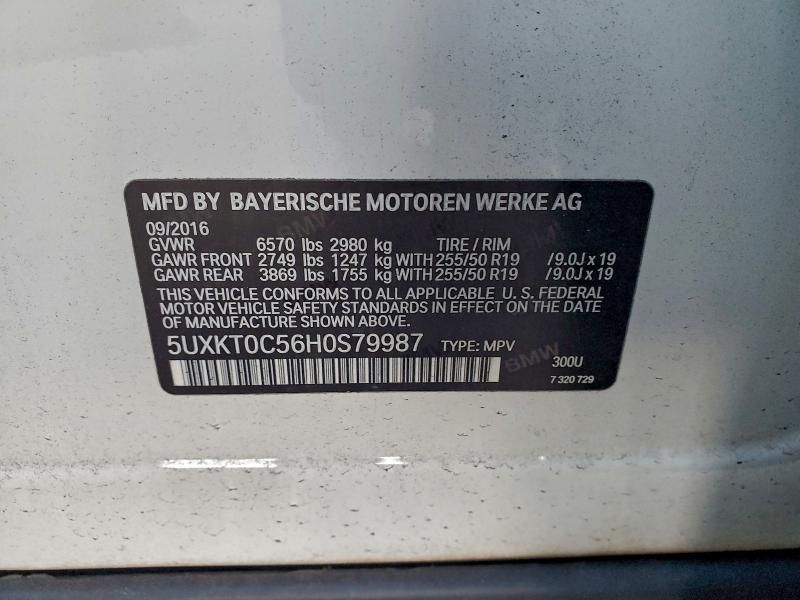 MFD BY BAYERISCHE MOTOREN WERKE AG
09/2016
GVWR 6570 lbs 2980 kg TIRE / RIM
GAWR FRONT 2749 lbs 1247 kg WITH 255/50 R19 /9.0J x 19
GAWR REAR 3869 lbs 1755 kg WITH 255/50 R19 /9.0J x 19
THIS VEHICLE CONFORMS TO ALL APPLICABLE U. S. FEDERAL
MOTOR VEHICLE SAFETY STANDARDS IN EFFECT ON THE DATE
OF MANUFACTURE SHOWN ABOVE.
5UXKT0C56H0S79987 TYPE: MPV
BMW
300U
7 320 729